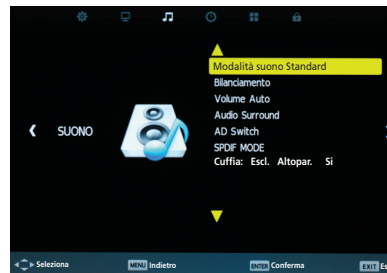 Modalità suono Standard
Bilanciamento
Volume Auto
SUONO
Audio Surround
AD Switch
SPDIF MODE
Cuffia: Escl. Altopar. Si
Seleziona
MENU Indietro
ENTER Conferma
EXIT Es